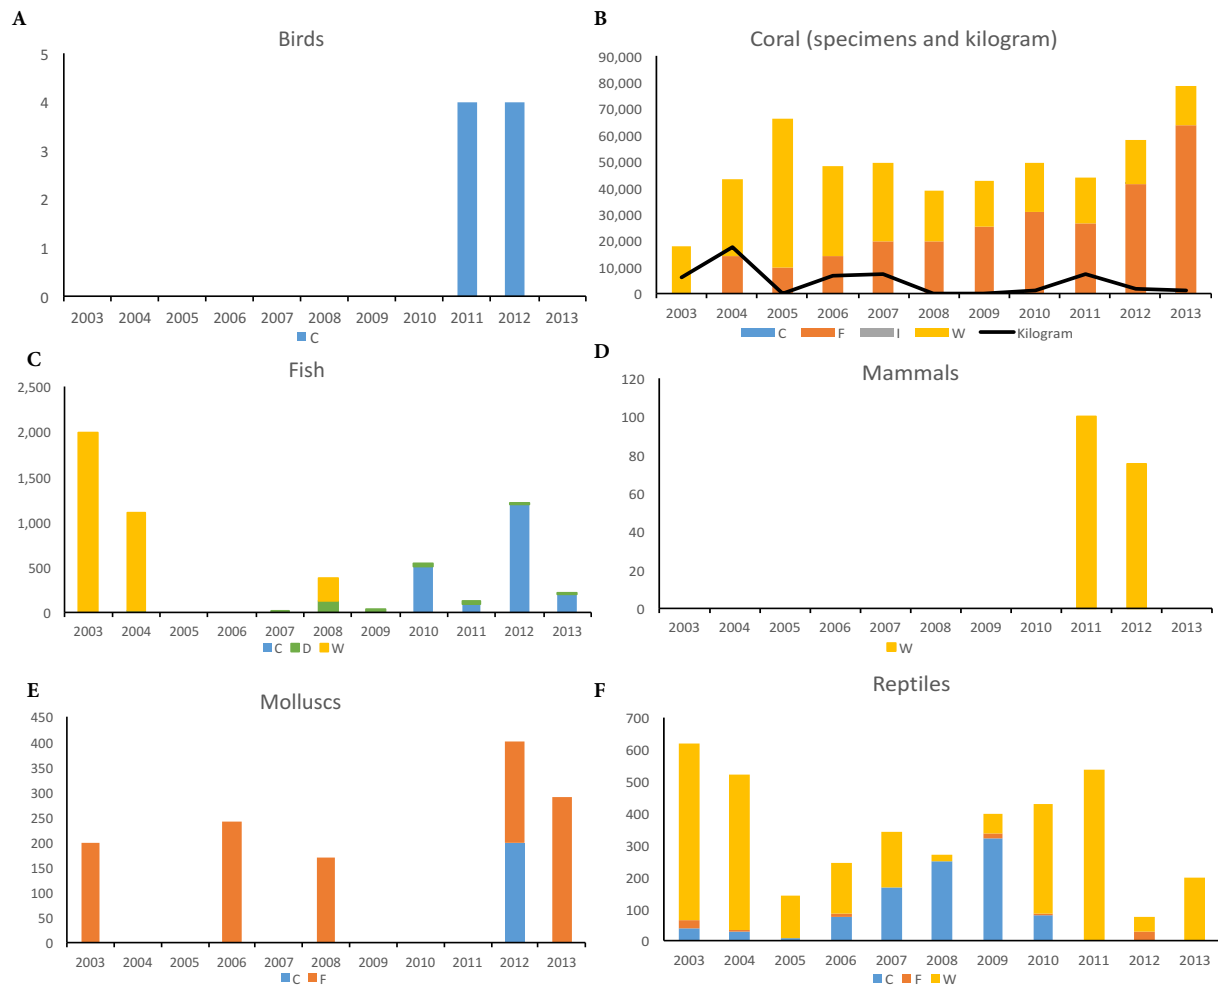 A
Birds
5
4
3
2
1
0
2003 2004 2005 2006 2007 2008 2009 2010 2011 2012 2013
C
B
Coral (specimens and kilogram)
90,000
80,000
70,000
60,000
50,000
40,000
30,000
20,000
10,000
0
2003 2004 2005 2006 2007 2008 2009 2010 2011 2012 2013
C F I W Kilogram
C
Fish
2,500
2,000
1,500
1,000
500
0
2003 2004 2005 2006 2007 2008 2009 2010 2011 2012 2013
C D W
D
Mammals
120
100
80
60
40
20
0
2003 2004 2005 2006 2007 2008 2009 2010 2011 2012 2013
W
E
Molluscs
450
400
350
300
250
200
150
100
50
0
2003 2004 2005 2006 2007 2008 2009 2010 2011 2012 2013
C F
F
Reptiles
700
600
500
400
300
200
100
0
2003 2004 2005 2006 2007 2008 2009 2010 2011 2012 2013
C F W